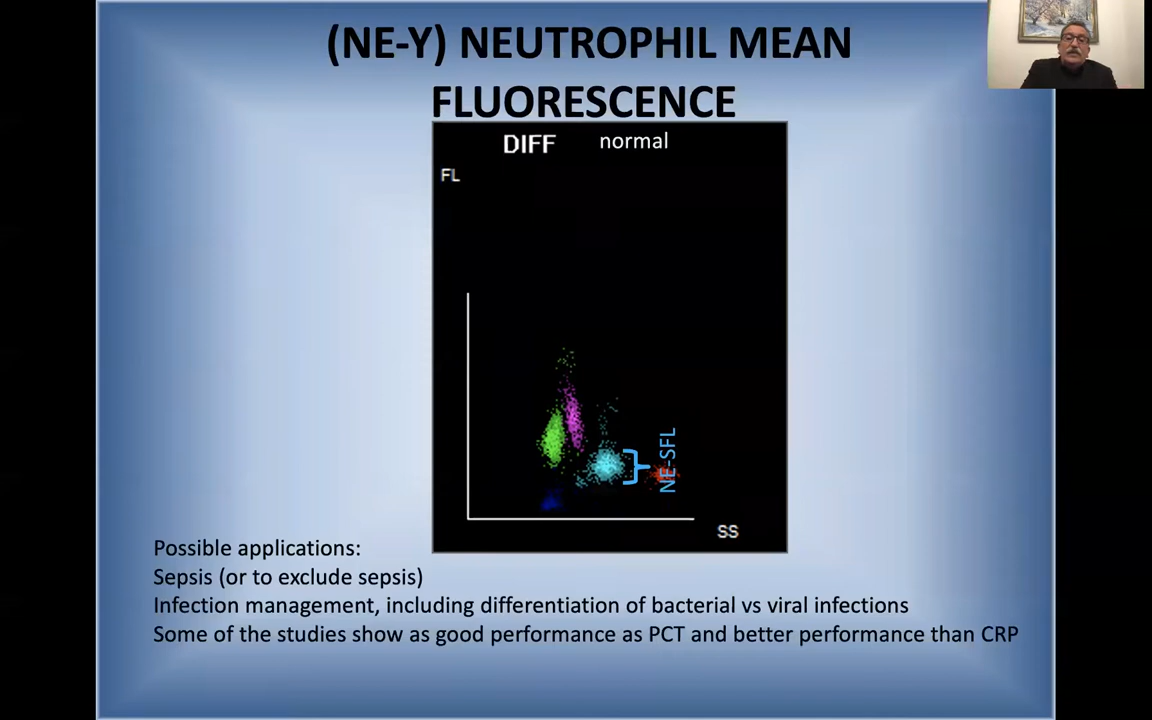 (NE-Y) NEUTROPHIL MEAN
FLUORESCENCE
DIFF normal
FL
NE-SFL
SS
Possible applications:
Sepsis (or to exclude sepsis)
Infection management, including differentiation of bacterial vs viral infections
Some of the studies show as good performance as PCT and better performance than CRP